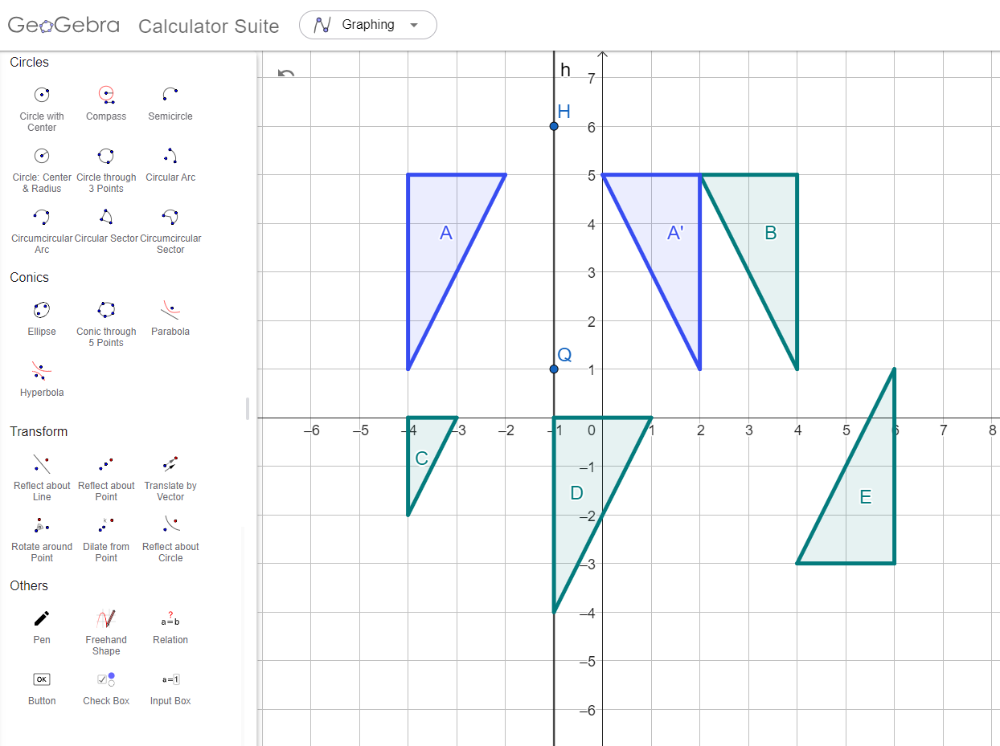 GeoGebra Calculator Suite Graphing
Circles
Circle with Center
Compass
Semicircle
Circle: Center & Radius
Circle through 3 Points
Circular Arc
Circumcircular Arc
Circular Sector
Circumcircular Sector
Conics
Ellipse
Conic through 5 Points
Parabola
Hyperbola
Transform
Reflect about Line
Reflect about Point
Translate by Vector
Rotate around Point
Dilate from Point
Reflect about Circle
Others
Pen
Freehand Shape
?
a=b
Relation
OK
Button
Check Box
a=1
Input Box
h
7
H
6
5
4
A
A'
B
3
2
Q
1
–6 –5 –4 –3 –2 –1 0 1 2 3 4 5 6 7 8
C
–1
D
E
–2
–3
–4
–5
–6